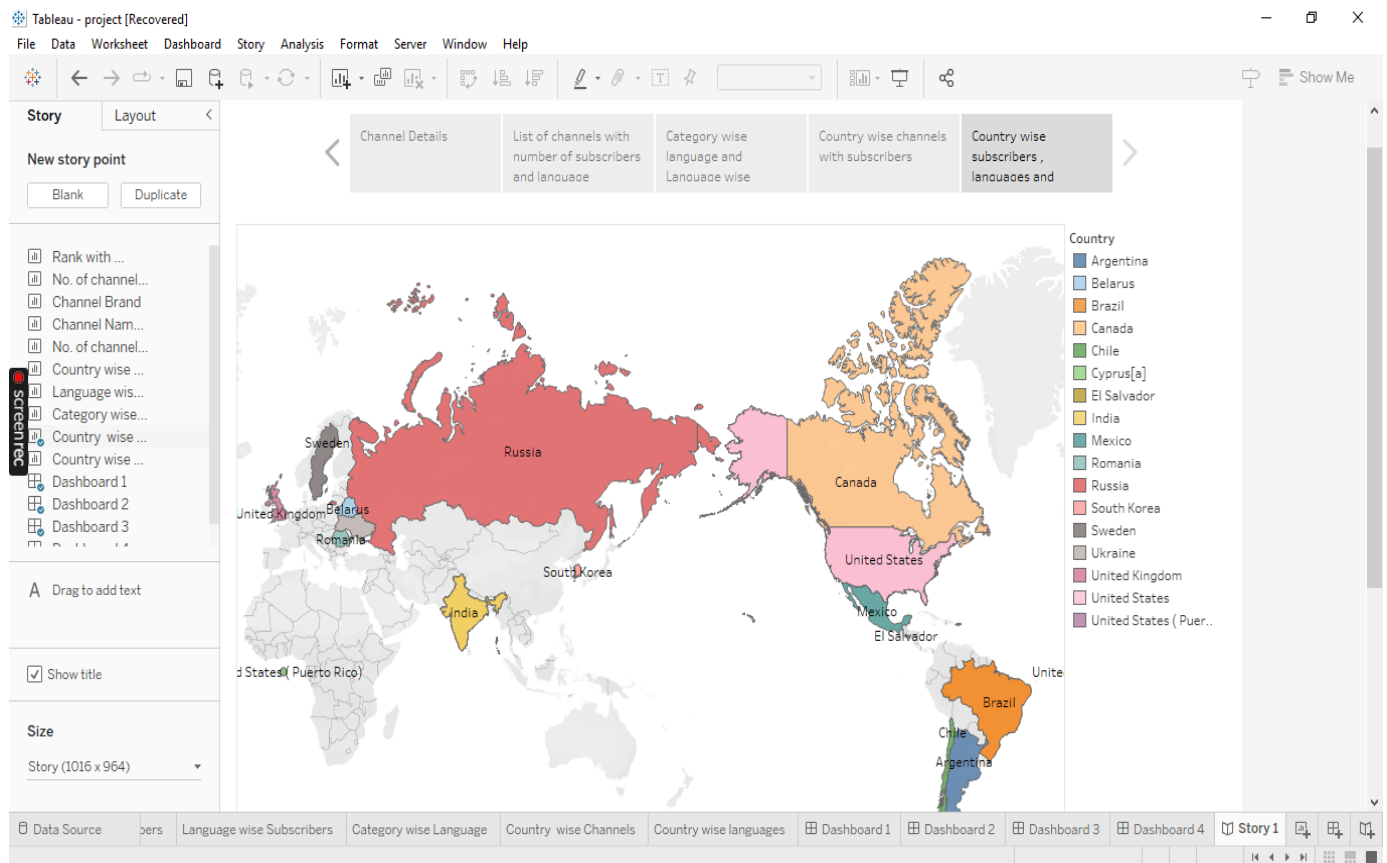 Tableau - project [Recovered]
File Data Worksheet Dashboard Story Analysis Format Server Window Help
Show Me
Story Layout
New story point
Blank Duplicate
Rank with ...
No. of channel...
Channel Brand
Channel Nam...
No. of channel...
Country wise ...
Language wis...
Category wise...
Country wise ...
Country wise ...
Dashboard 1
Dashboard 2
Dashboard 3
screenrec
A Drag to add text
Show title
Size
Story (1016 x 964)
Channel Details
List of channels with
number of subscribers
and language
Category wise
language and
Language wise
Country wise channels
with subscribers
Country wise
subscribers ,
languages and
Sweden
Russia
United Kingdom
Belarus
Romania
South Korea
India
d States ( Puerto Rico)
Canada
United States
Mexico
El Salvador
Unite
Brazil
Chile
Argentina
Country
Argentina
Belarus
Brazil
Canada
Chile
Cyprus[a]
El Salvador
India
Mexico
Romania
Russia
South Korea
Sweden
Ukraine
United Kingdom
United States
United States ( Puer..
Data Source bers Language wise Subscribers Category wise Language Country wise Channels Country wise languages Dashboard 1 Dashboard 2 Dashboard 3 Dashboard 4 Story 1